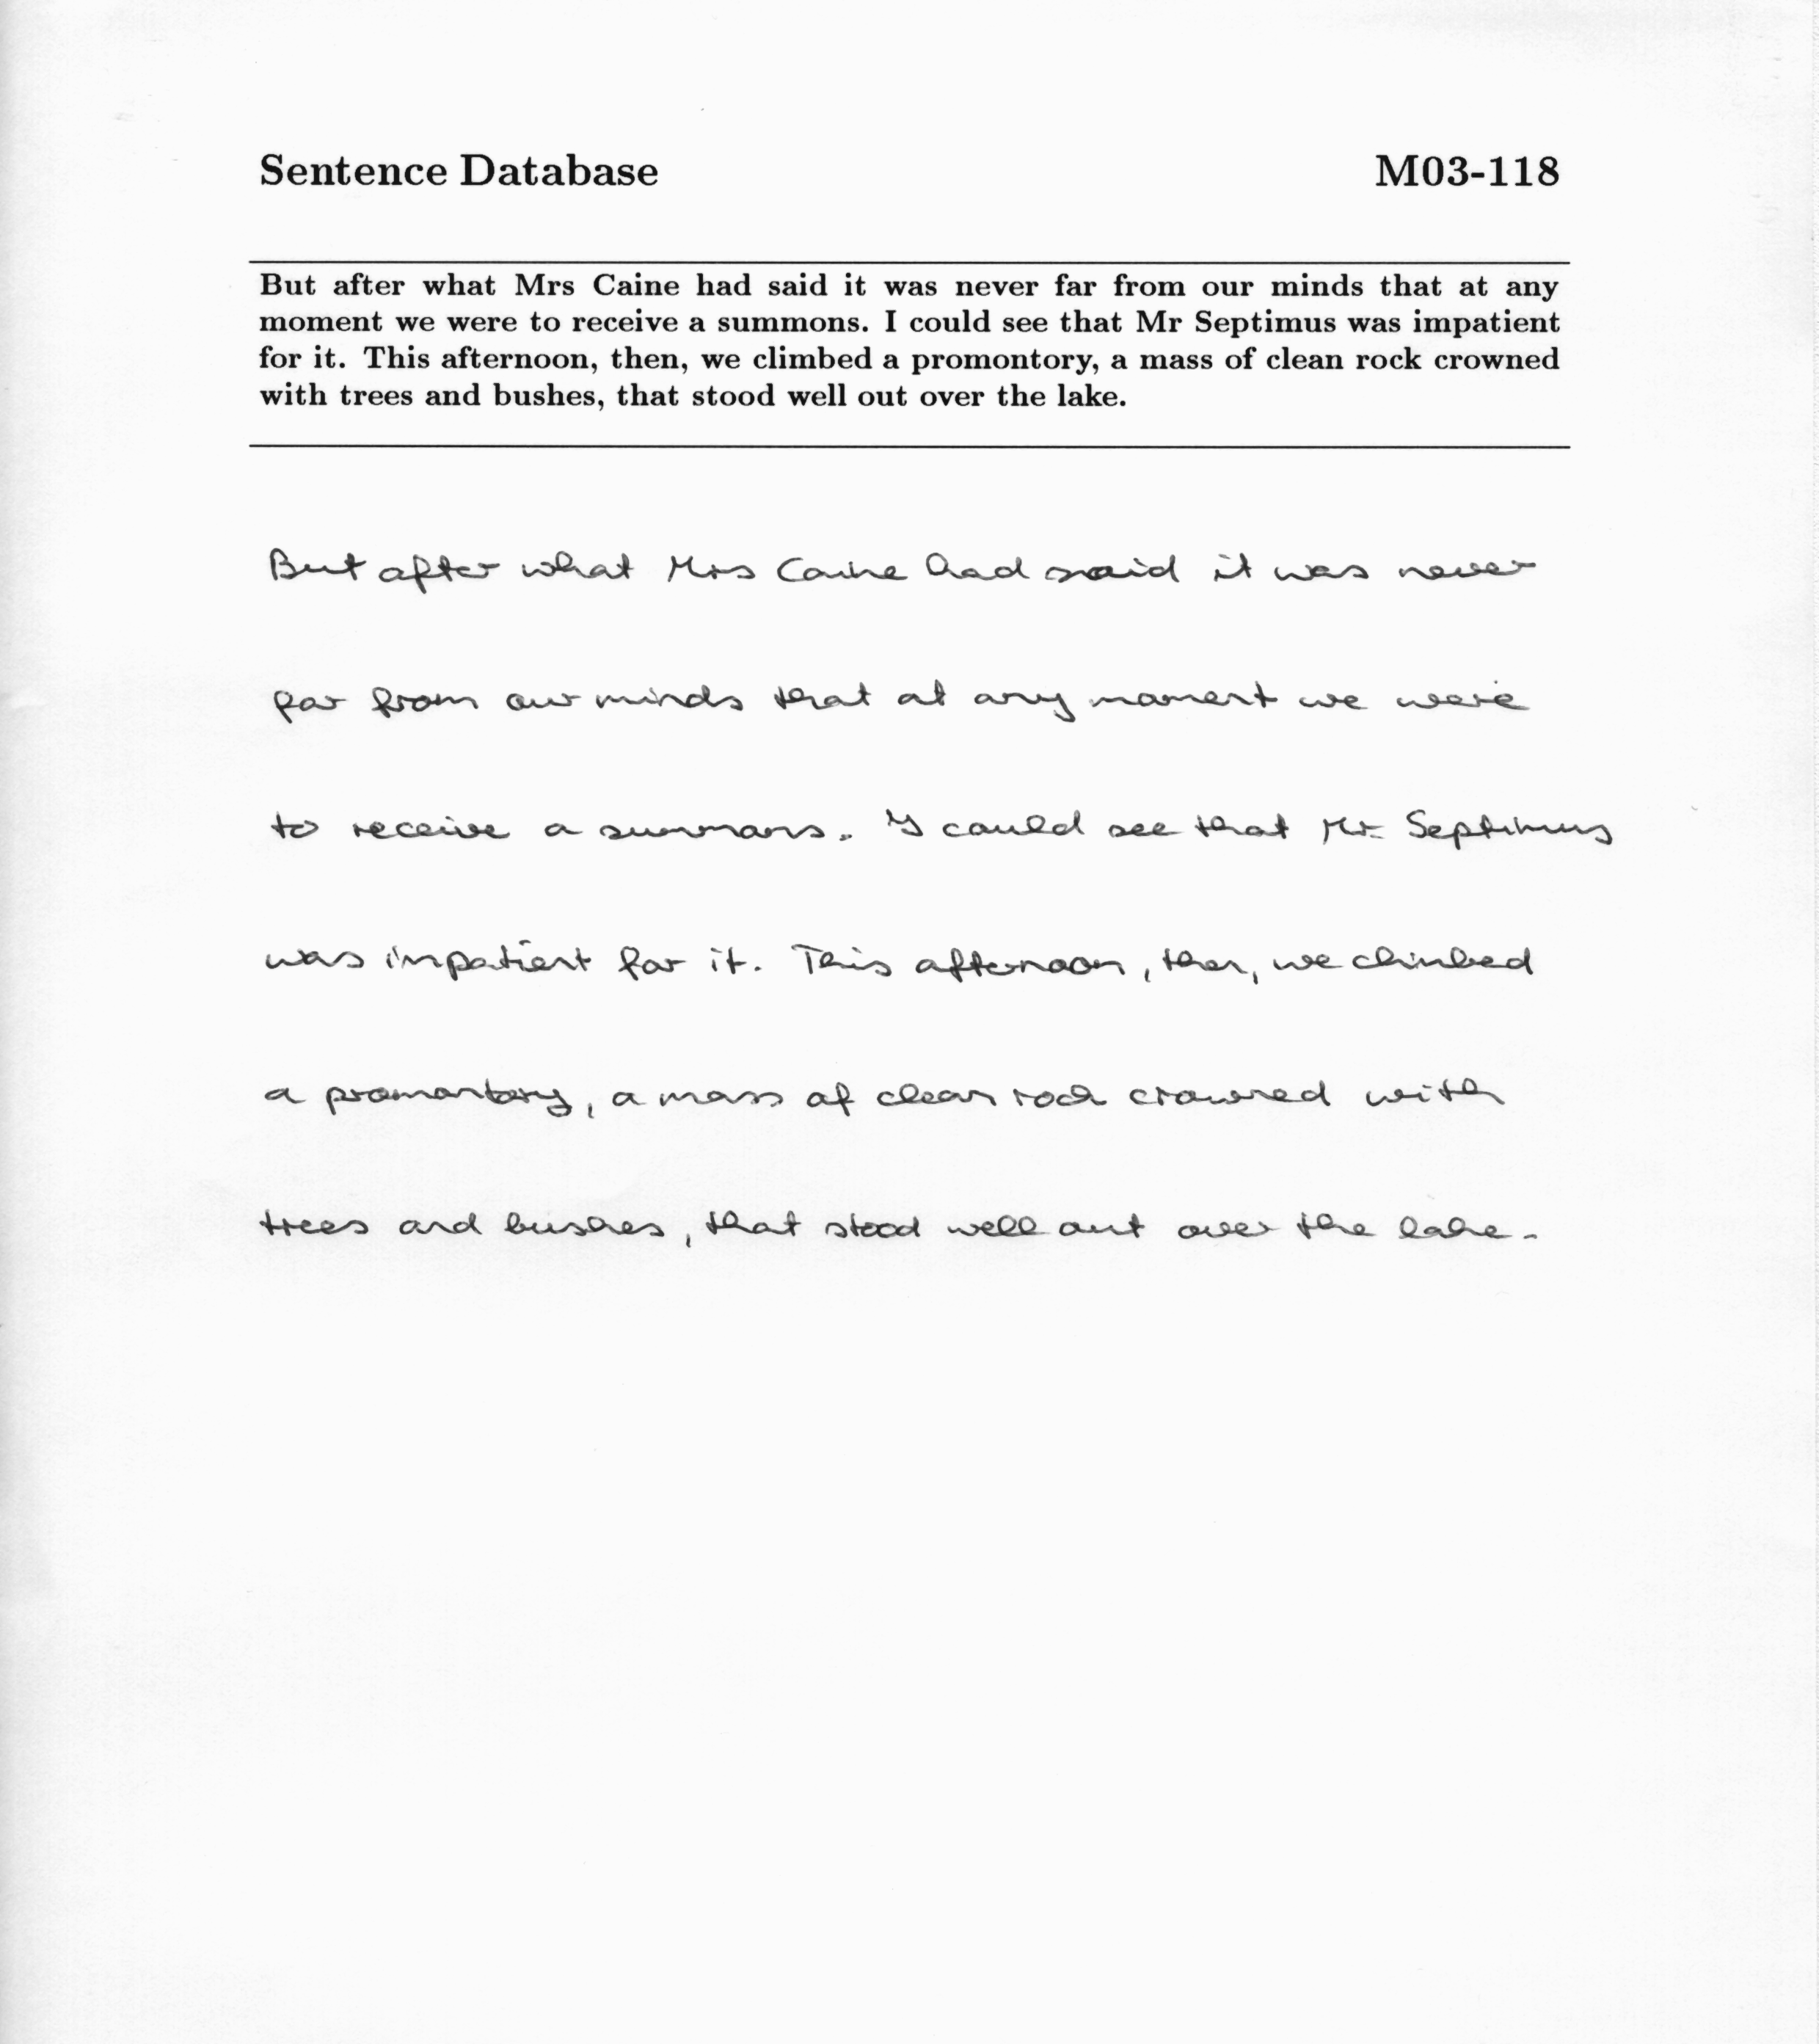 Sentence Database M03-118
But after what Mrs Caine had said it was never far from our minds that at any
moment we were to receive a summons. I could see that Mr Septimus was impatient
for it. This afternoon, then, we climbed a promontory, a mass of clean rock crowned
with trees and bushes, that stood well out over the lake.
But after what Mrs Caine had said it was never
far from our minds that at any moment we were
to receive a summons. I could see that Mr Septimus
was impatient for it. This afternoon, then, we climbed
a promontory, a mass of clean rock crowned with
trees and bushes, that stood well out over the lake.